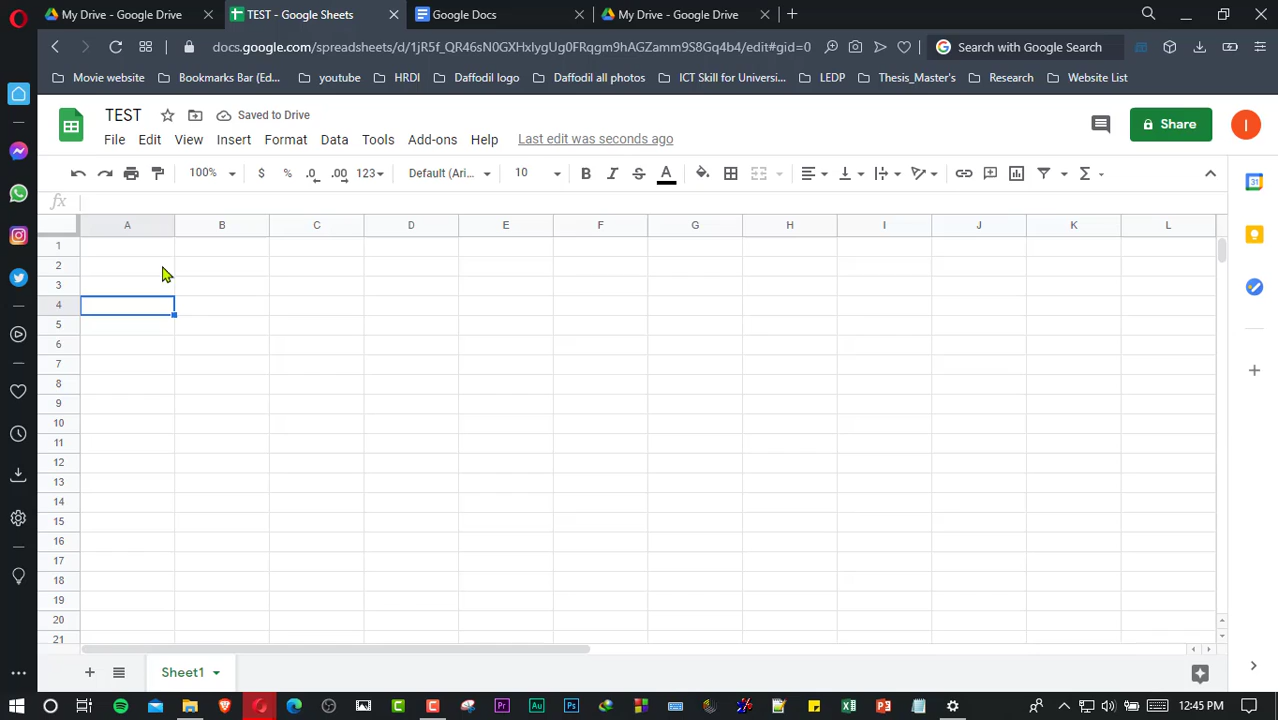 My Drive - Google Drive
TEST - Google Sheets
Google Docs
My Drive - Google Drive
docs.google.com/spreadsheets/d/1jR5f_QR46sN0GXHxIygUg0FRqgm9hAGZamm9S8Gq4b4/edit#gid=0
Search with Google Search
Movie website
Bookmarks Bar (Ed...
youtube
HRDI
Daffodil logo
Daffodil all photos
ICT Skill for Universi...
LEDP
Thesis_Master's
Research
Website List
TEST
Saved to Drive
File Edit View Insert Format Data Tools Add-ons Help Last edit was seconds ago
Share
I
100% $ % .0 .00 123 Default (Ari... 10 B I S A
fx
A B C D E F G H I J K L
1
2
3
4
5
6
7
8
9
10
11
12
13
14
15
16
17
18
19
20
21
Sheet1
12:45 PM